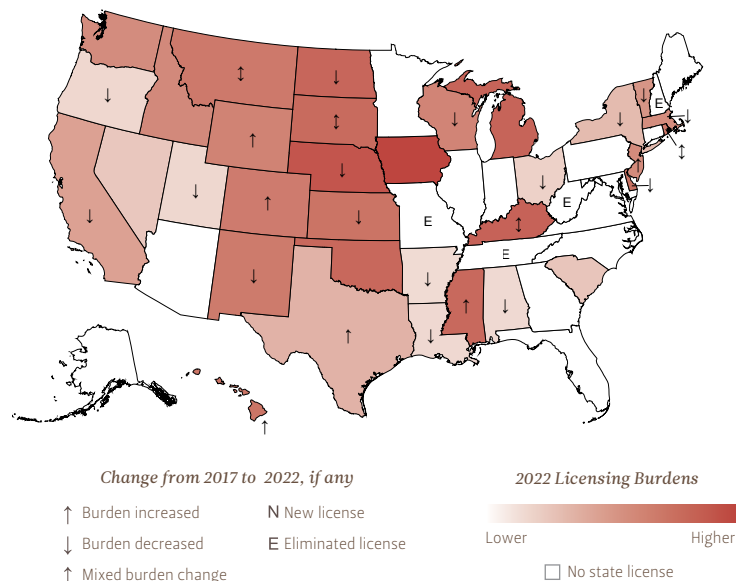 E
E
E
E
Change from 2017 to 2022, if any
2022 Licensing Burdens
↑ Burden increased
N New license
↓ Burden decreased
E Eliminated license
↑ Mixed burden change
Lower
Higher
No state license